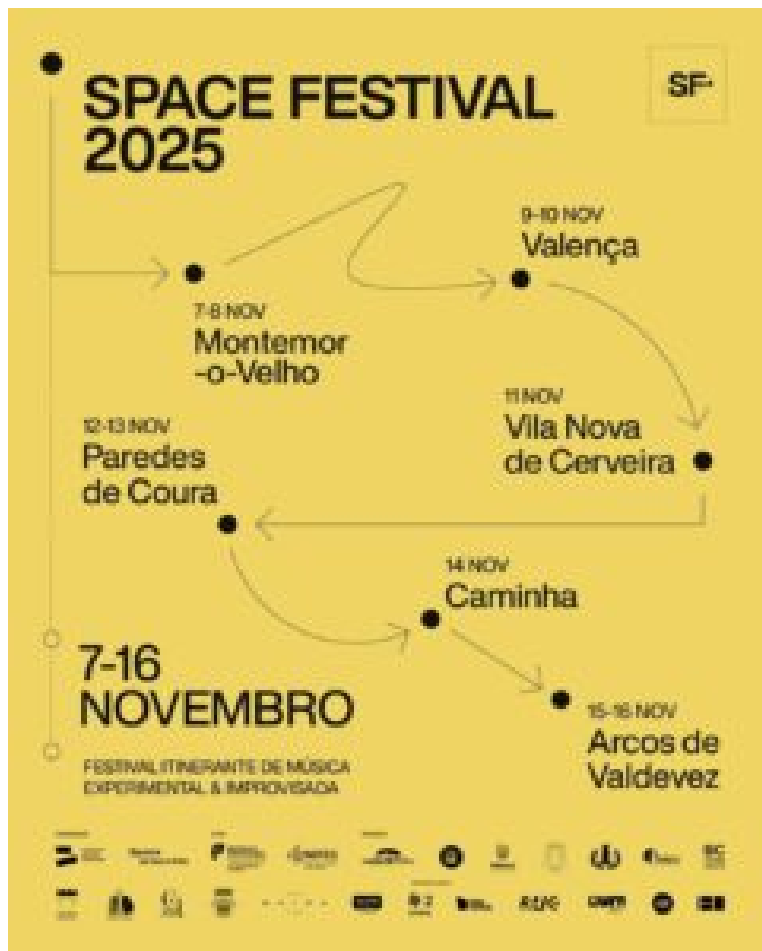 SPACE FESTIVAL
2025
SF·
9-10 NOV
Valença
7-8 NOV
Montemor
-o-Velho
11 NOV
Vila Nova
de Cerveira
12-13 NOV
Paredes
de Coura
14 NOV
Caminha
7-16
NOVEMBRO
15-16 NOV
Arcos de
Valdevez
FESTIVAL ITINERANTE DE MÚSICA
EXPERIMENTAL & IMPROVISADA